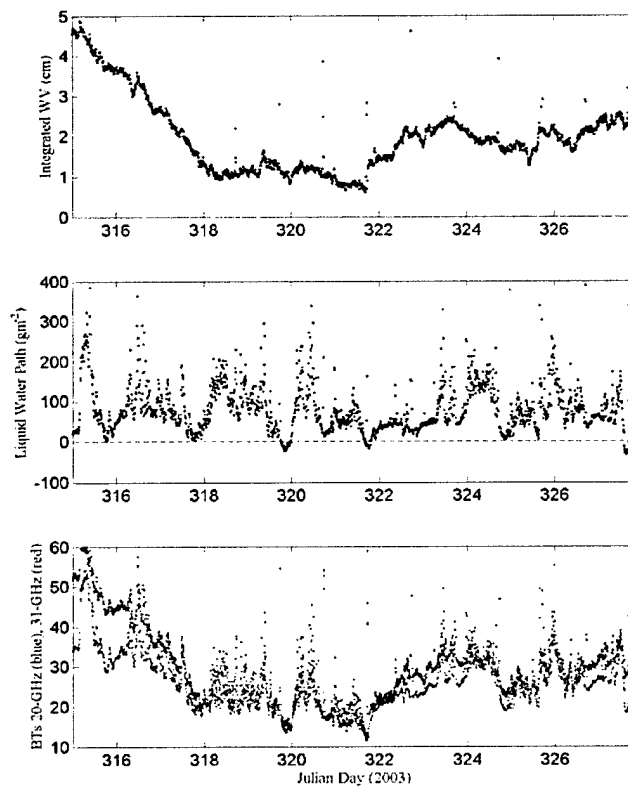 Integrated WV (cm)
5
4
3
2
1
0
316 318 320 322 324 326
Liquid Water Path (gm-2)
400
300
200
100
0
-100
316 318 320 322 324 326
BTs 20-GHz (blue), 31-GHz (red)
60
50
40
30
20
10
316 318 320 322 324 326
Julian Day (2003)